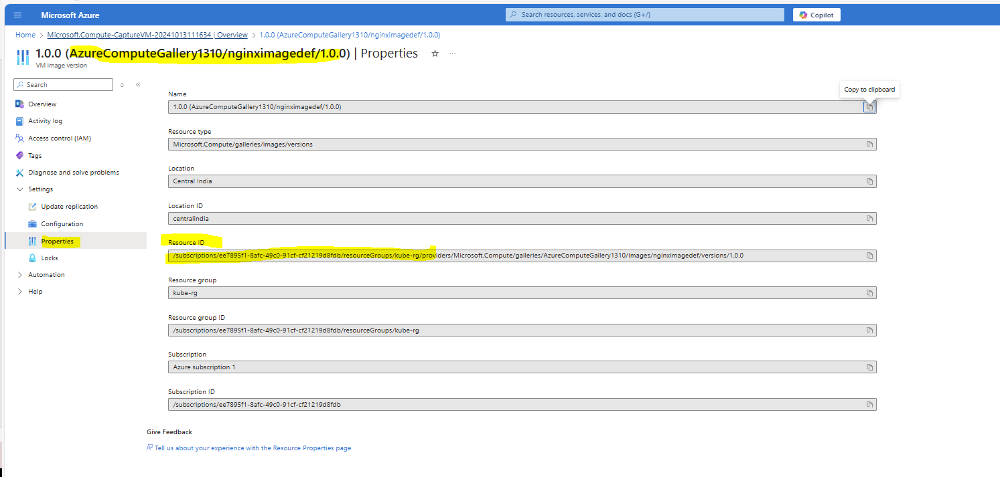 Microsoft Azure
Search resources, services, and docs (G+/)
Copilot
Home > Microsoft.Compute-CaptureVM-20241013111634 | Overview > 1.0.0 (AzureComputeGallery1310/nginximagedef/1.0.0)
1.0.0 (AzureComputeGallery1310/nginximagedef/1.0.0) | Properties
VM image version
Search
Copy to clipboard
Overview
Activity log
Access control (IAM)
Tags
Diagnose and solve problems
Settings
Update replication
Configuration
Properties
Locks
Automation
Help
Name
1.0.0 (AzureComputeGallery1310/nginximagedef/1.0.0)
Resource type
Microsoft.Compute/galleries/images/versions
Location
Central India
Location ID
centralindia
Resource ID
/subscriptions/ee7895f1-8afc-49c0-91cf-cf21219d8fdb/resourceGroups/kube-rg/providers/Microsoft.Compute/galleries/AzureComputeGallery1310/images/nginximagedef/versions/1.0.0
Resource group
kube-rg
Resource group ID
/subscriptions/ee7895f1-8afc-49c0-91cf-cf21219d8fdb/resourceGroups/kube-rg
Subscription
Azure subscription 1
Subscription ID
/subscriptions/ee7895f1-8afc-49c0-91cf-cf21219d8fdb
Give Feedback
Tell us about your experience with the Resource Properties page